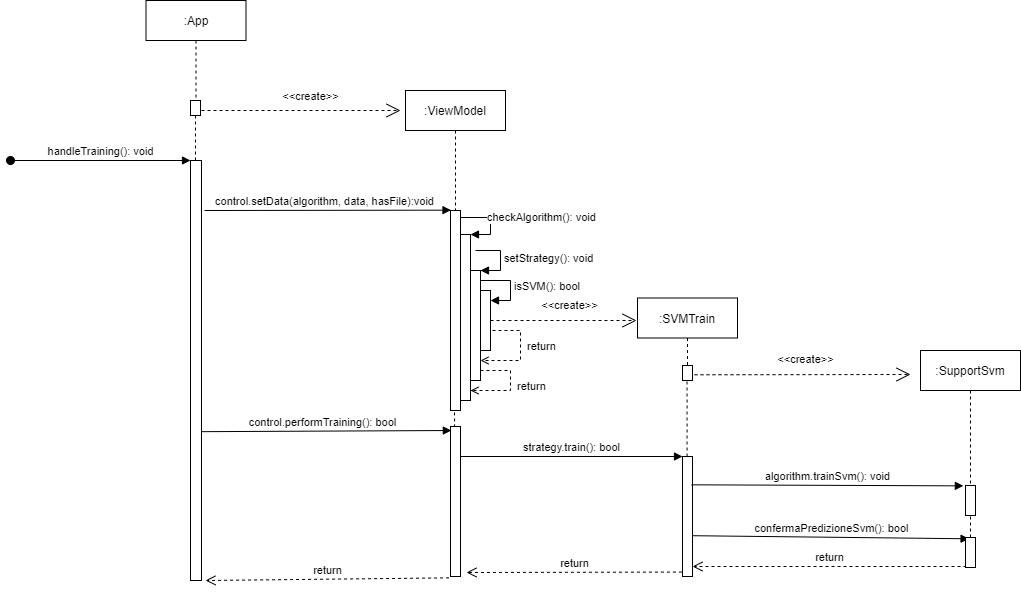 :App
<<create>>
:ViewModel
handleTraining(): void
control.setData(algorithm, data, hasFile):void
checkAlgorithm(): void
setStrategy(): void
isSVM(): bool
<<create>>
:SVMTrain
return
<<create>>
:SupportSvm
return
control.performTraining(): bool
strategy.train(): bool
algorithm.trainSvm(): void
confermaPredizioneSvm(): bool
return
return
return